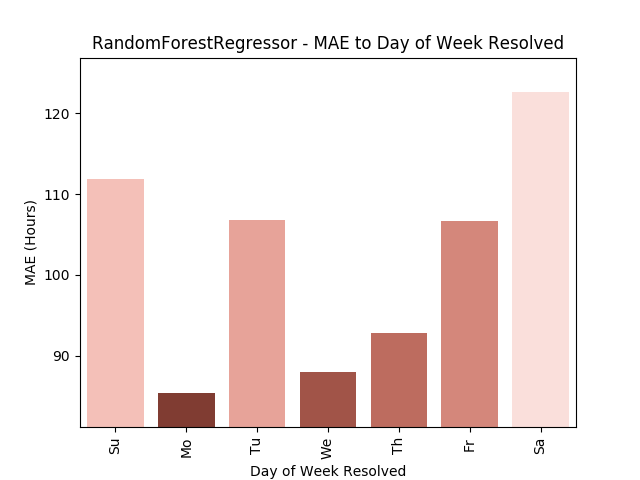 RandomForestRegressor - MAE to Day of Week Resolved
120
110
100
90
MAE (Hours)
Su
Mo
Tu
We
Th
Fr
Sa
Day of Week Resolved